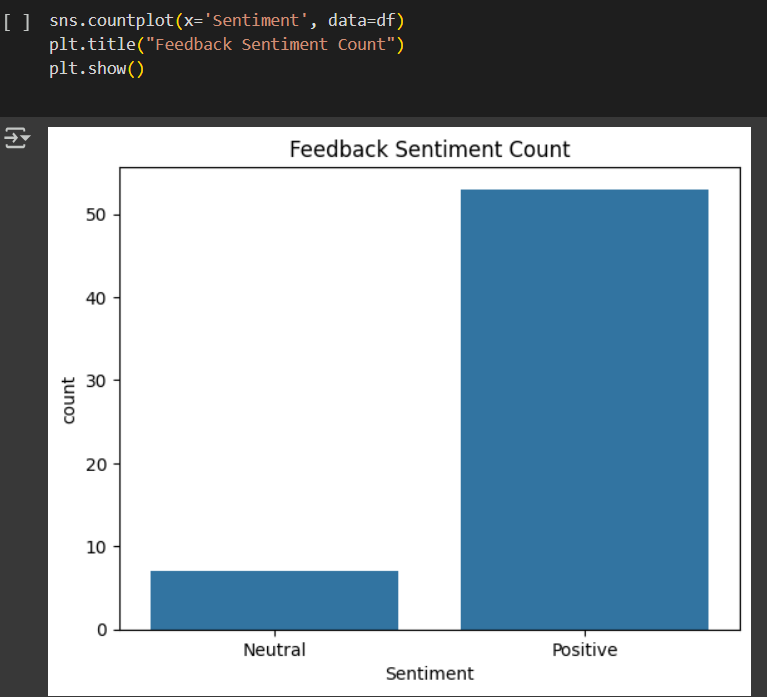 [ ] sns.countplot(x='Sentiment', data=df)
plt.title("Feedback Sentiment Count")
plt.show()
Feedback Sentiment Count
50
40
30
20
10
0
count
Neutral Positive
Sentiment